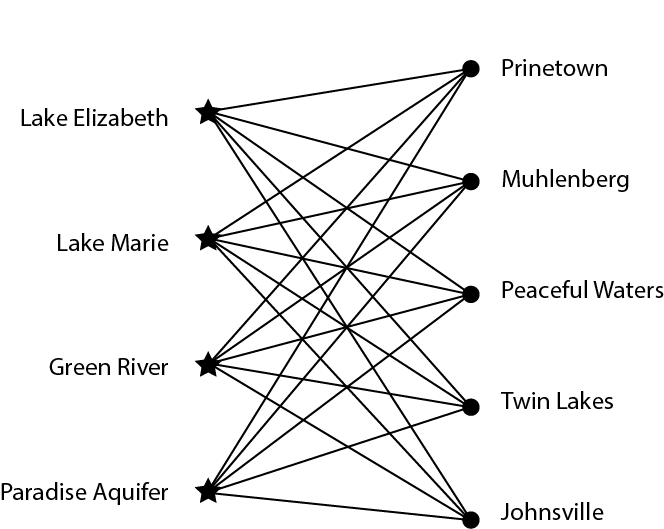 Lake Elizabeth
Lake Marie
Green River
Paradise Aquifer
Prinetown
Muhlenberg
Peaceful Waters
Twin Lakes
Johnsville